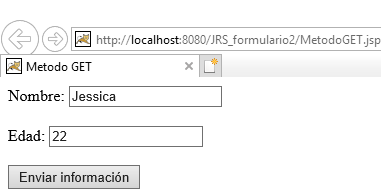 http://localhost:8080/JRS_formulario2/MetodoGET.jsp
Metodo GET
Nombre: Jessica
Edad: 22
Enviar información